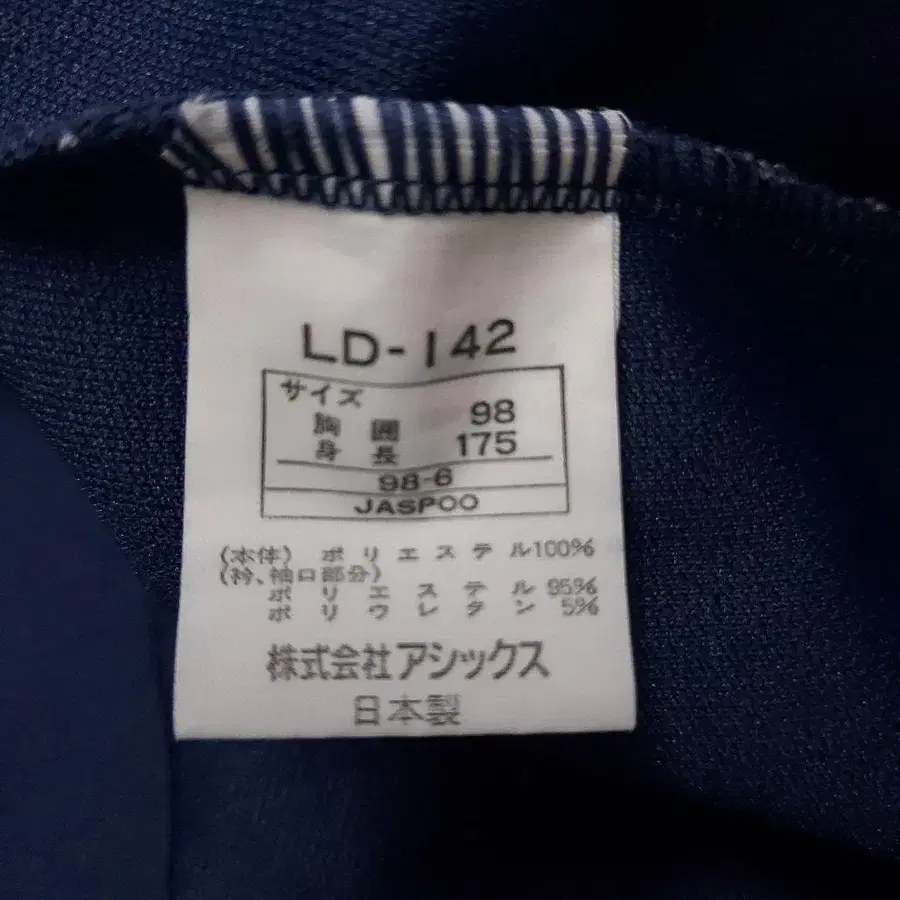 LD-142
サイズ
胸囲 98
身長 175
98-6
JASPOO
(本体) ポリエステル100%
(衿、袖口部分)
ポリエステル 95%
ポリウレタン 5%
株式会社アシックス
日本製